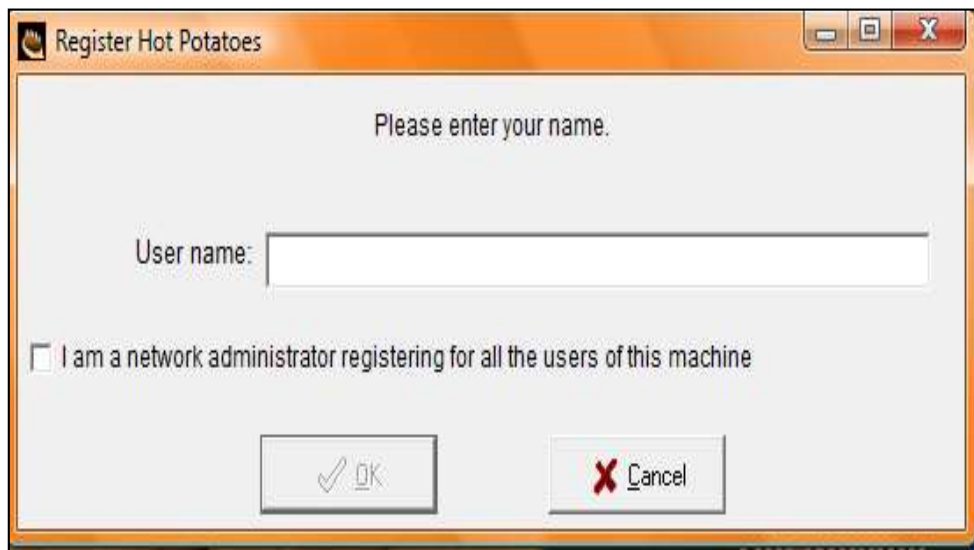 Register Hot Potatoes
Please enter your name.
User name:
I am a network administrator registering for all the users of this machine
OK
Cancel